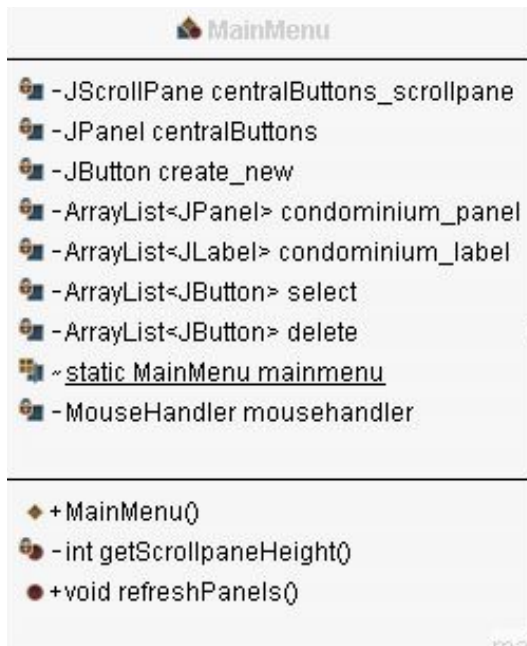 MainMenu
-JScrollPane centralButtons_scrollpane
-JPanel centralButtons
-JButton create_new
-ArrayList<JPanel> condominium_panel
-ArrayList<JLabel> condominium_label
-ArrayList<JButton> select
-ArrayList<JButton> delete
~static MainMenu mainmenu
-MouseHandler mousehandler
+MainMenu()
-int getScrollpaneHeight()
+void refreshPanels()